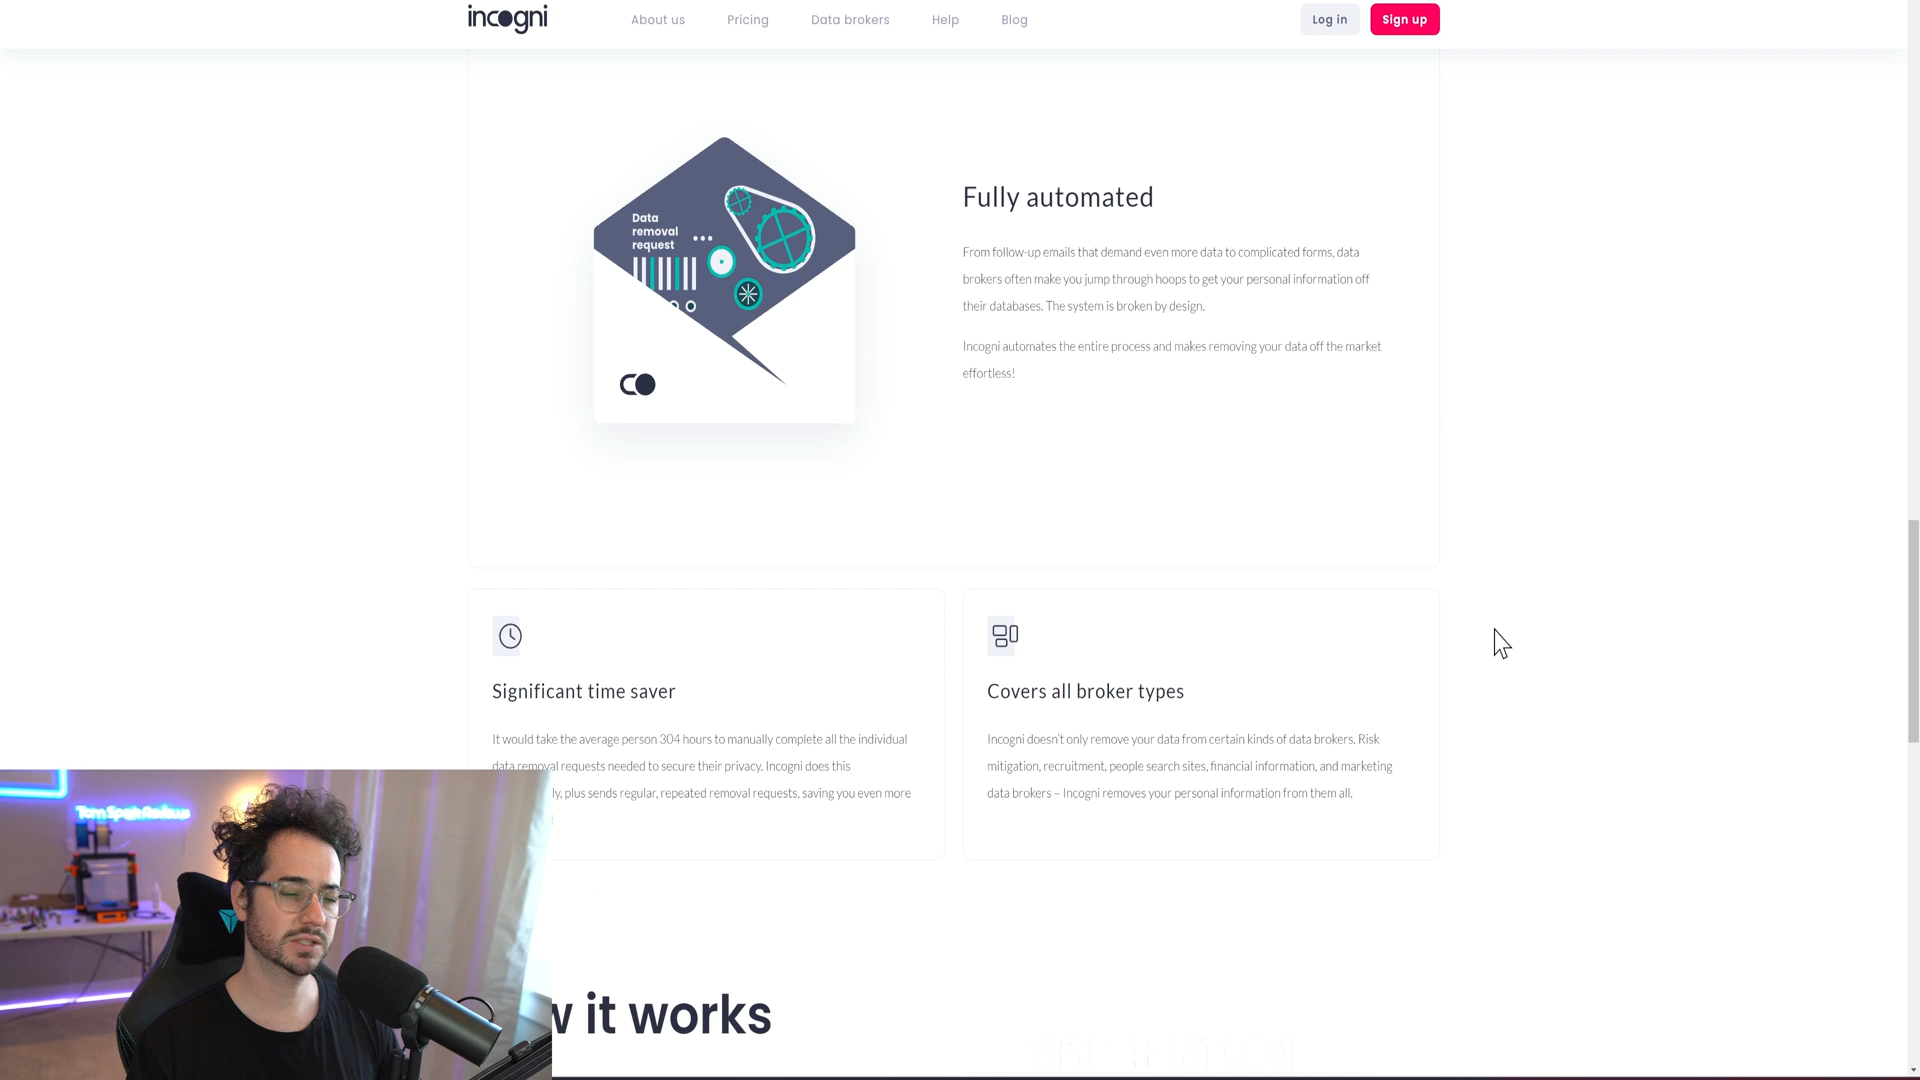 incogni
About us
Pricing
Data brokers
Help
Blog
Log in
Sign up
Data
removal
request
Fully automated
From follow-up emails that demand even more data to complicated forms, data
brokers often make you jump through hoops to get your personal information off
their databases. The system is broken by design.
Incogni automates the entire process and makes removing your data off the market
effortless!
Significant time saver
It would take the average person 304 hours to manually complete all the individual
data removal requests needed to secure their privacy. Incogni does this
ly, plus sends regular, repeated removal requests, saving you even more
Covers all broker types
Incogni doesn't only remove your data from certain kinds of data brokers. Risk
mitigation, recruitment, people search sites, financial information, and marketing
data brokers – Incogni removes your personal information from them all.
Tom Spark Reviews
w it works